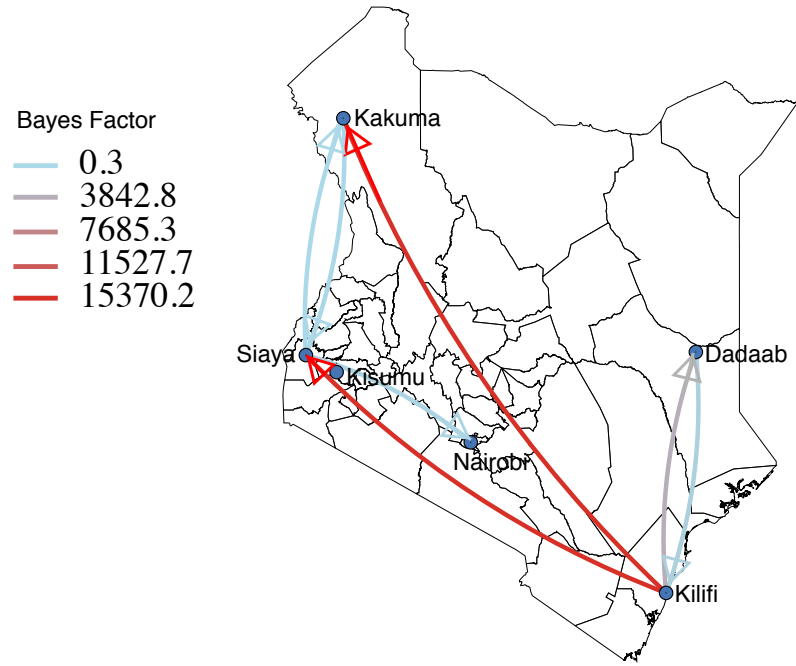 Bayes Factor
0.3
3842.8
7685.3
11527.7
15370.2
Kakuma
Siaya
Kisumu
Dadaab
Nairobi
Kilifi